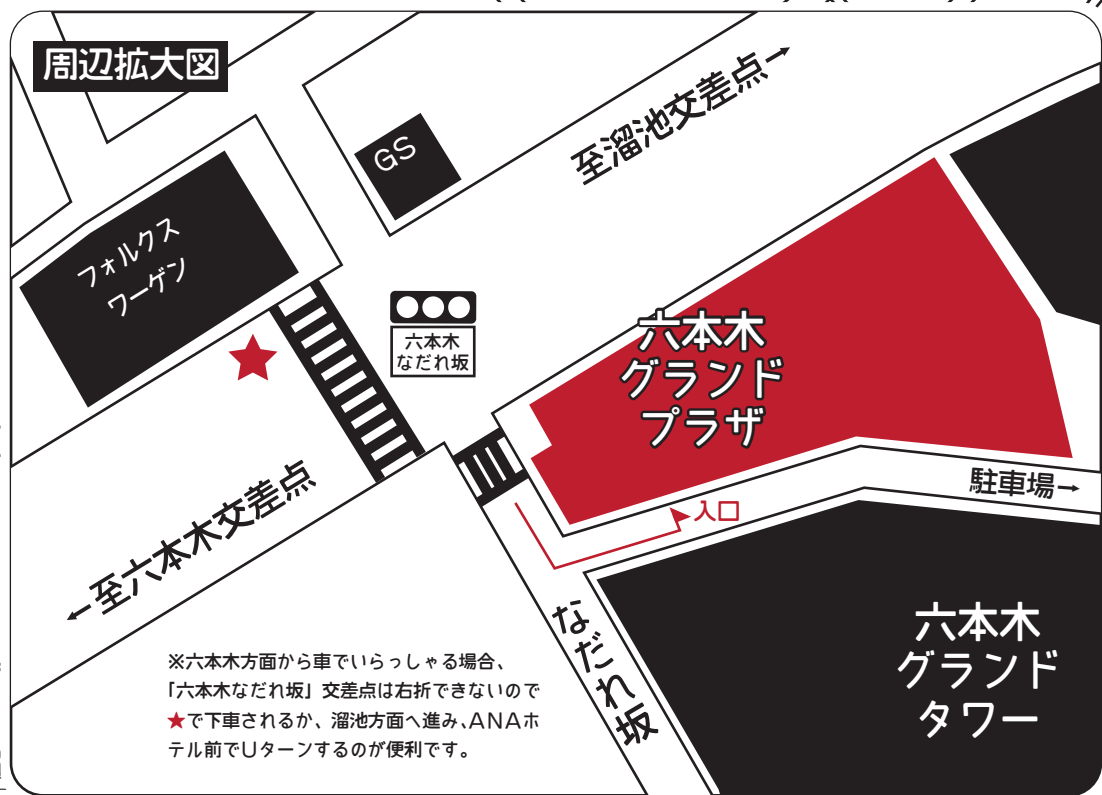 周辺拡大図
至溜池交差点→
GS
フォルクス
ワーゲン
六本木
なだれ坂
六本木
グランド
プラザ
駐車場→
入口
←至六本木交差点
なだれ坂
六本木
グランド
タワー
※六本木方面から車でいらっしゃる場合、
「六本木なだれ坂」交差点は右折できないので
★で下車されるか、溜池方面へ進み、ANAホ
テル前でUターンするのが便利です。